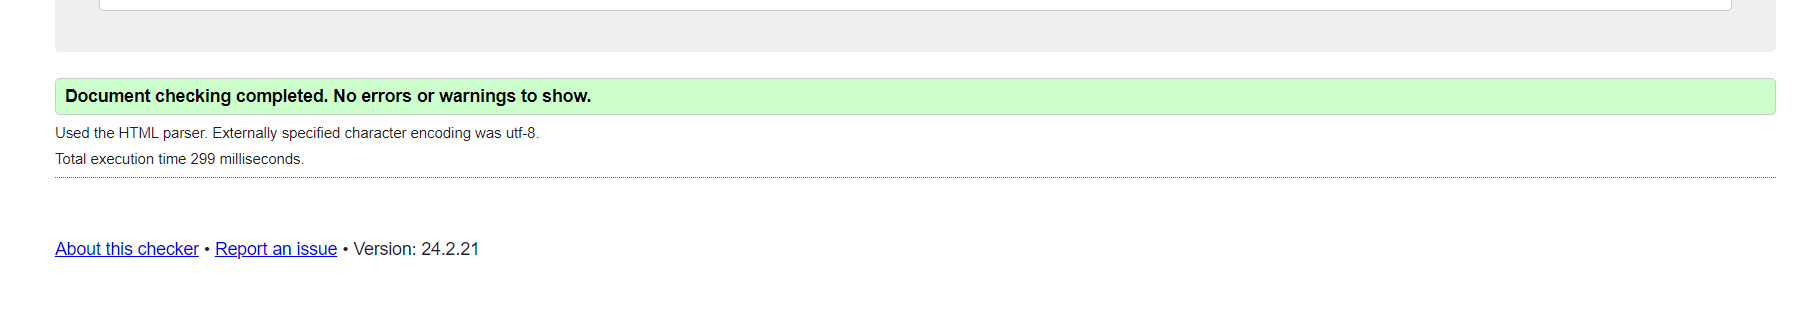 Document checking completed. No errors or warnings to show.
Used the HTML parser. Externally specified character encoding was utf-8.
Total execution time 299 milliseconds.
About this checker • Report an issue • Version: 24.2.21